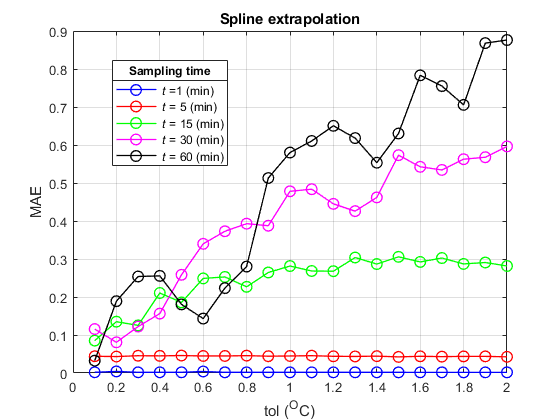 Spline extrapolation
0.9
0.8
0.7
0.6
0.5
0.4
0.3
0.2
0.1
0
MAE
Sampling time
t =1 (min)
t = 5 (min)
t = 15 (min)
t = 30 (min)
t = 60 (min)
0 0.2 0.4 0.6 0.8 1 1.2 1.4 1.6 1.8 2
tol (OC)